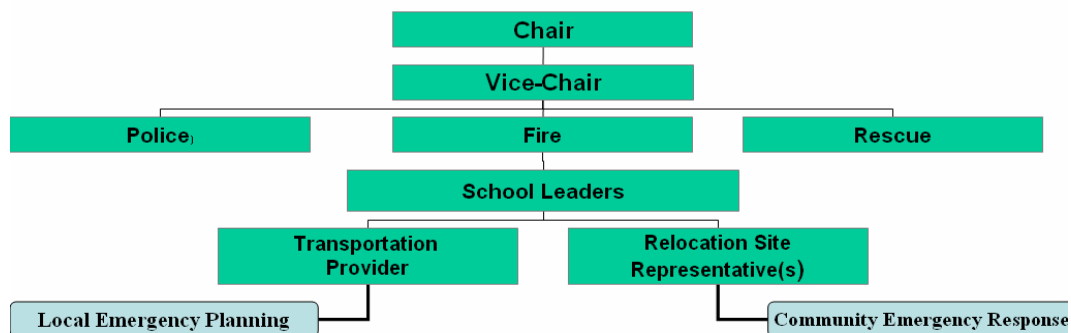 Chair
Vice-Chair
Police)
Fire
Rescue
School Leaders
Transportation
Provider
Relocation Site
Representative(s)
Local Emergency Planning
Community Emergency Response